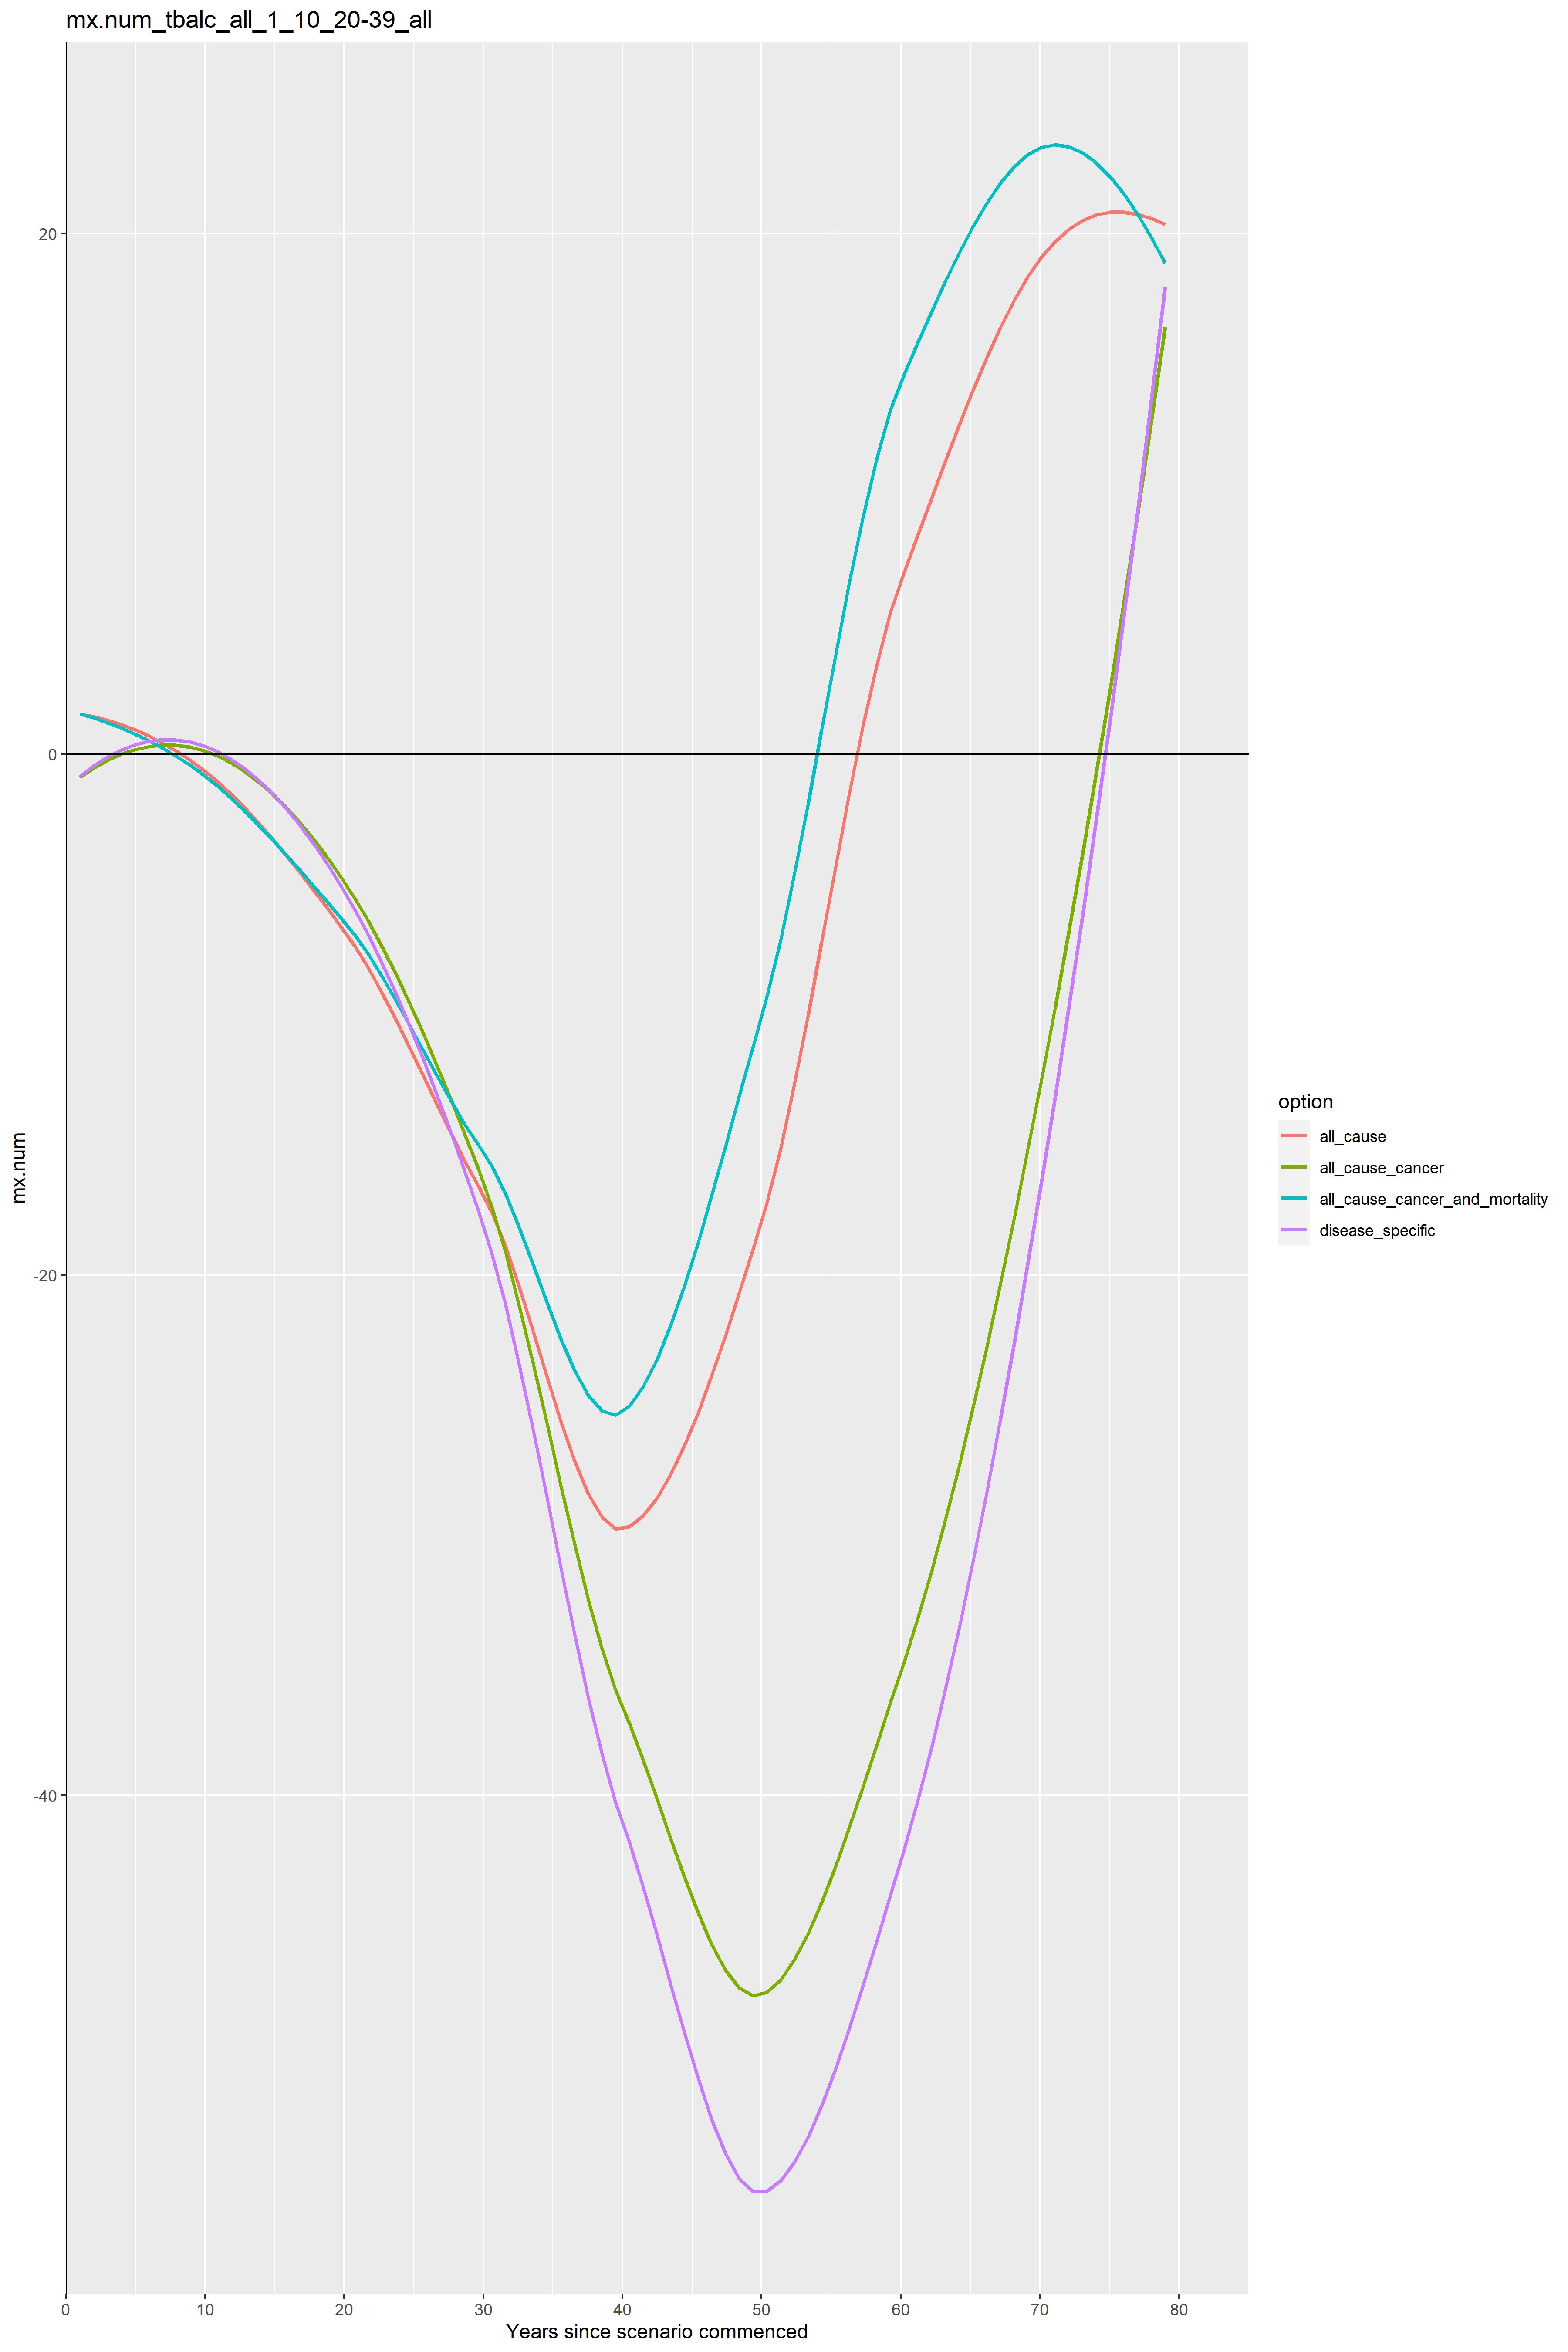 mx.num_tbalc_all_1_10_20-39_all
mx.num
20
0
-20
-40
0 10 20 30 40 50 60 70 80
Years since scenario commenced
option
all_cause
all_cause_cancer
all_cause_cancer_and_mortality
disease_specific